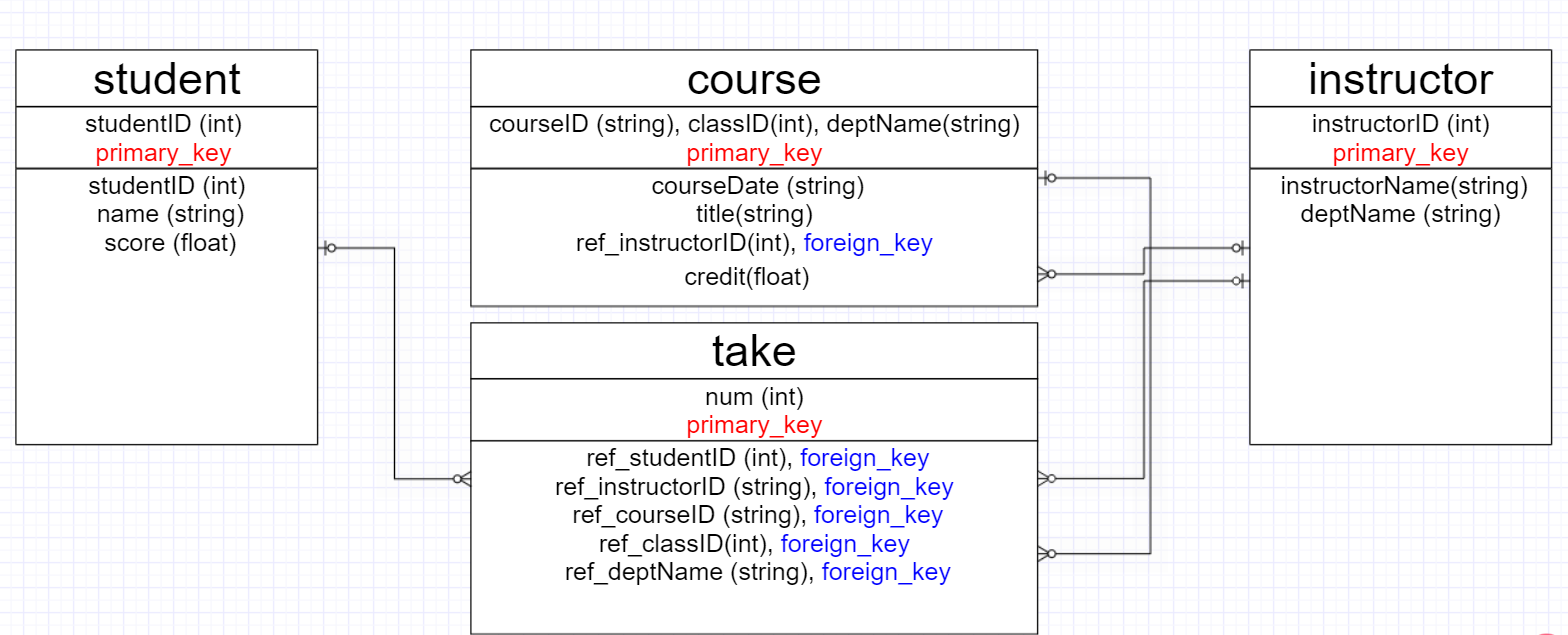 student
studentID (int)
primary_key
studentID (int)
name (string)
score (float)
course
courseID (string), classID(int), deptName(string)
primary_key
courseDate (string)
title(string)
ref_instructorID(int), foreign_key
credit(float)
take
num (int)
primary_key
ref_studentID (int), foreign_key
ref_instructorID (string), foreign_key
ref_courseID (string), foreign_key
ref_classID(int), foreign_key
ref_deptName (string), foreign_key
instructor
instructorID (int)
primary_key
instructorName(string)
deptName (string)